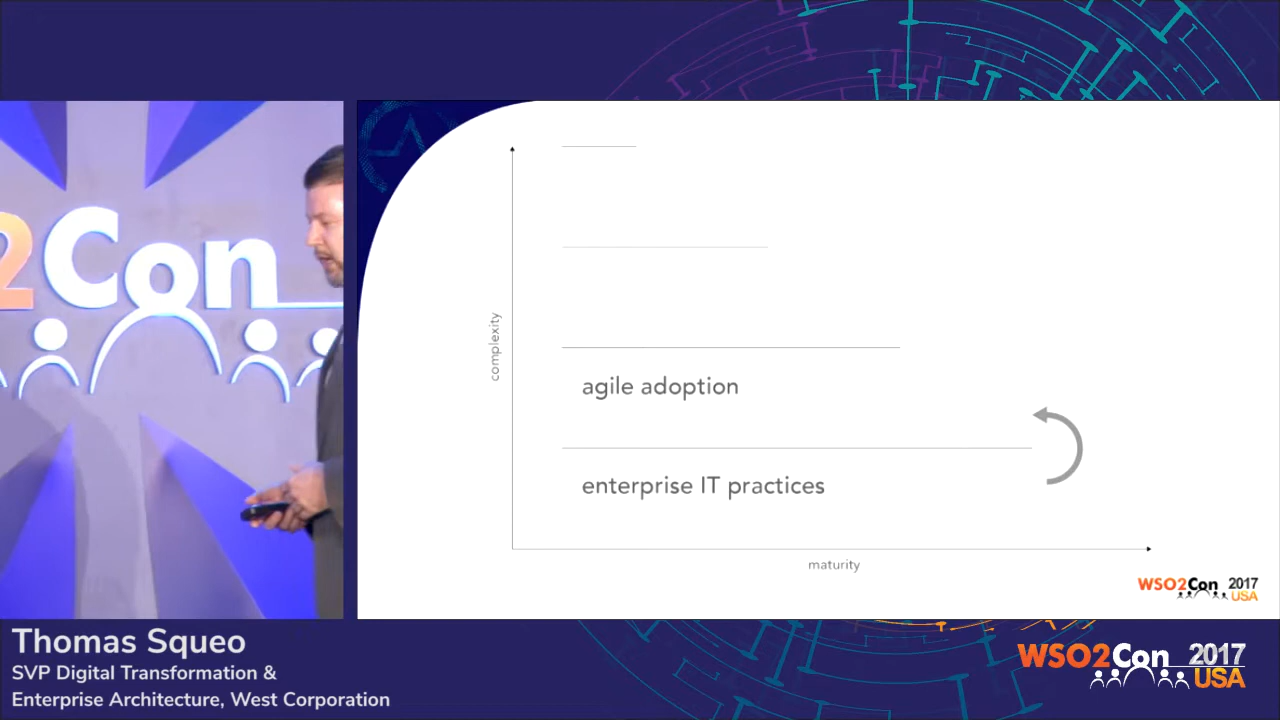 2Con
complexity
agile adoption
enterprise IT practices
maturity
WSO2Con 2017
USA
Thomas Squeo
SVP Digital Transformation &
Enterprise Architecture, West Corporation
WSO2Con 2017
USA